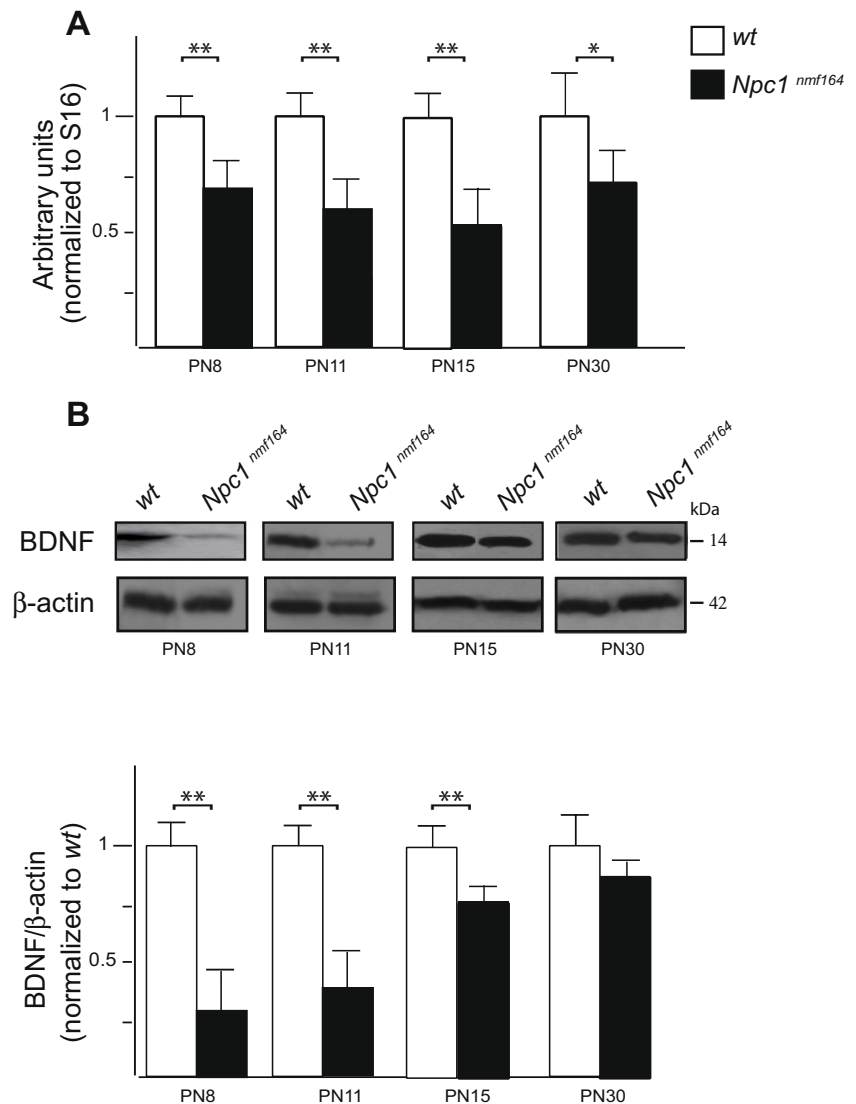 A
** ** ** *
wt
Npc1 nmf164
Arbitrary units
(normalized to S16)
1
0.5
PN8 PN11 PN15 PN30
B
wt Npc1 nmf164 wt Npc1 nmf164 wt Npc1 nmf164 wt Npc1 nmf164
kDa
BDNF 14
β-actin 42
PN8 PN11 PN15 PN30
** ** **
BDNF/β-actin
(normalized to wt)
1
0.5
PN8 PN11 PN15 PN30